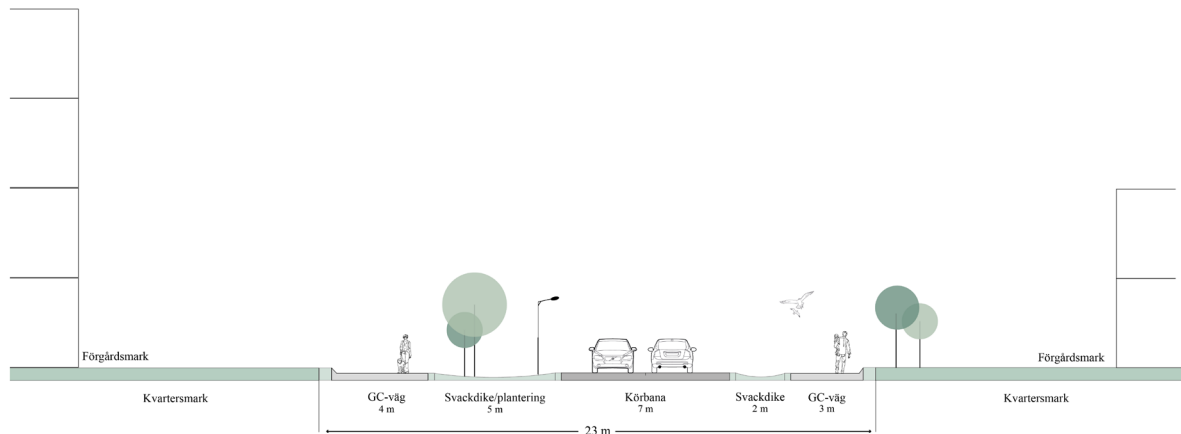 Förgårdsmark
Förgårdsmark
Kvartersmark
GC-väg
4 m
Svackdike/plantering
5 m
Körbana
7 m
Svackdike
2 m
GC-väg
3 m
Kvartersmark
23 m